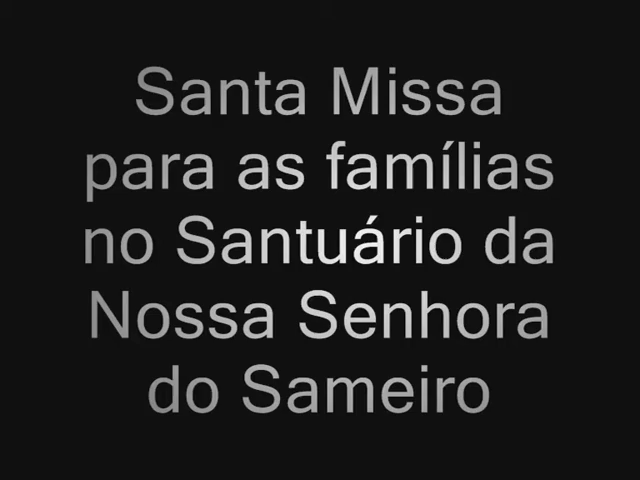 Santa Missa
para as famílias
no Santuário da
Nossa Senhora
do Sameiro